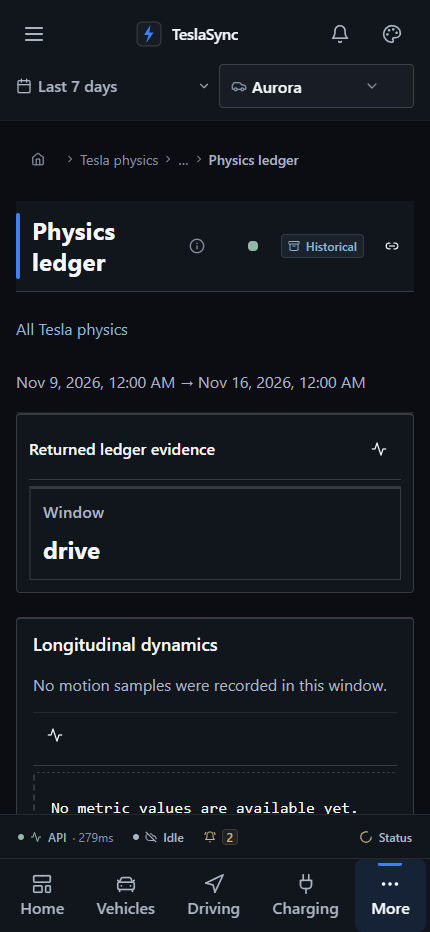 TeslaSync
Last 7 days
Aurora
Tesla physics
...
Physics ledger
Physics
ledger
Historical
All Tesla physics
Nov 9, 2026, 12:00 AM → Nov 16, 2026, 12:00 AM
Returned ledger evidence
Window
drive
Longitudinal dynamics
No motion samples were recorded in this window.
No metric values are available yet.
API · 279ms
Idle
2
Status
Home
Vehicles
Driving
Charging
More